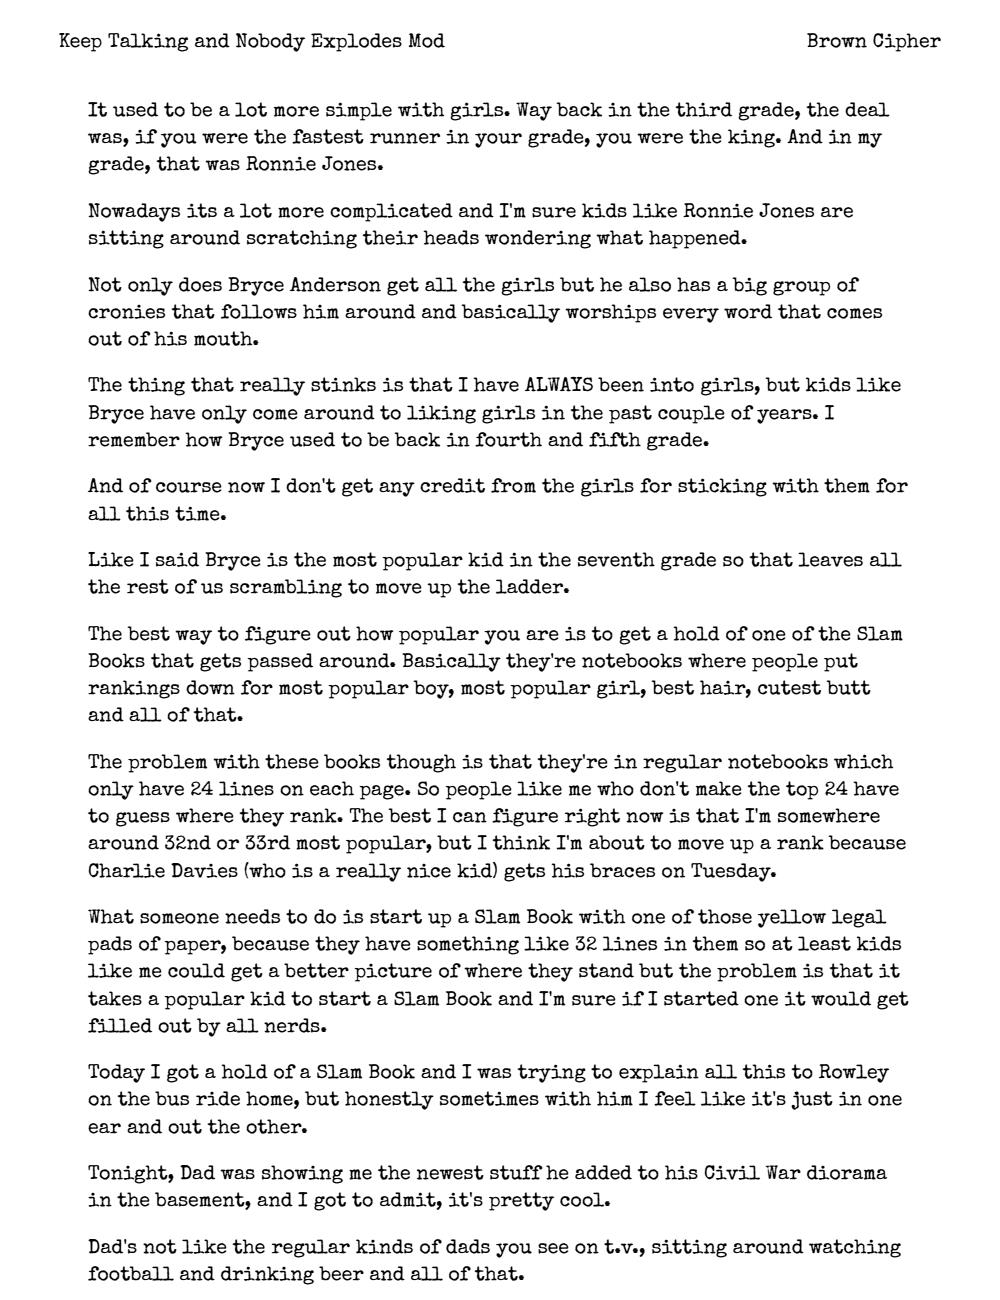 Keep Talking and Nobody Explodes Mod
Brown Cipher
It used to be a lot more simple with girls. Way back in the third grade, the deal
was, if you were the fastest runner in your grade, you were the king. And in my
grade, that was Ronnie Jones.
Nowadays its a lot more complicated and I'm sure kids like Ronnie Jones are
sitting around scratching their heads wondering what happened.
Not only does Bryce Anderson get all the girls but he also has a big group of
cronies that follows him around and basically worships every word that comes
out of his mouth.
The thing that really stinks is that I have ALWAYS been into girls, but kids like
Bryce have only come around to liking girls in the past couple of years. I
remember how Bryce used to be back in fourth and fifth grade.
And of course now I don't get any credit from the girls for sticking with them for
all this time.
Like I said Bryce is the most popular kid in the seventh grade so that leaves all
the rest of us scrambling to move up the ladder.
The best way to figure out how popular you are is to get a hold of one of the Slam
Books that gets passed around. Basically they're notebooks where people put
rankings down for most popular boy, most popular girl, best hair, cutest butt
and all of that.
The problem with these books though is that they're in regular notebooks which
only have 24 lines on each page. So people like me who don't make the top 24 have
to guess where they rank. The best I can figure right now is that I'm somewhere
around 32nd or 33rd most popular, but I think I'm about to move up a rank because
Charlie Davies (who is a really nice kid) gets his braces on Tuesday.
What someone needs to do is start up a Slam Book with one of those yellow legal
pads of paper, because they have something like 32 lines in them so at least kids
like me could get a better picture of where they stand but the problem is that it
takes a popular kid to start a Slam Book and I'm sure if I started one it would get
filled out by all nerds.
Today I got a hold of a Slam Book and I was trying to explain all this to Rowley
on the bus ride home, but honestly sometimes with him I feel like it's just in one
ear and out the other.
Tonight, Dad was showing me the newest stuff he added to his Civil War diorama
in the basement, and I got to admit, it's pretty cool.
Dad's not like the regular kinds of dads you see on t.v., sitting around watching
football and drinking beer and all of that.